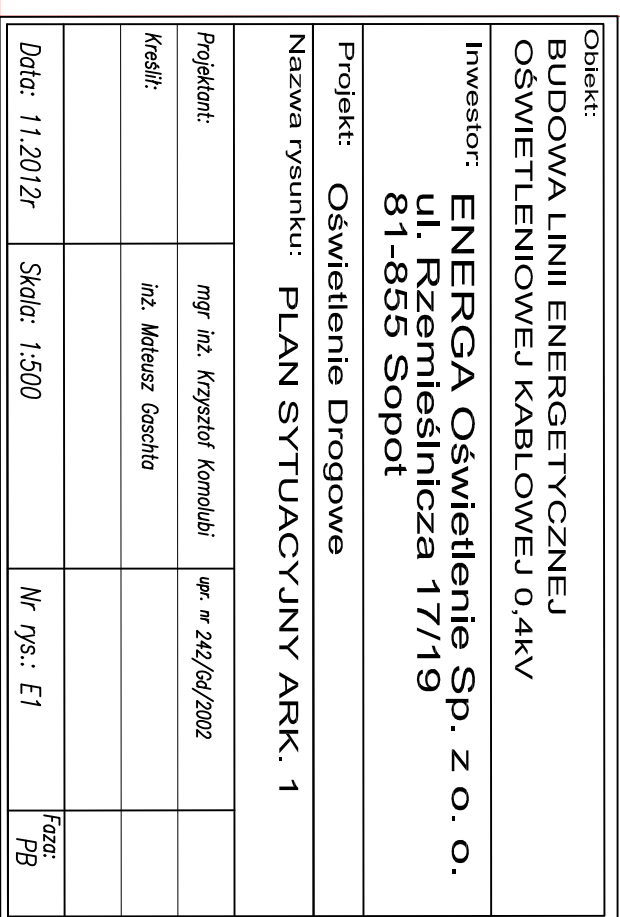 Obiekt:
BUDOWA LINII ENERGETYCZNEJ
OŚWIETLENIOWEJ KABLOWEJ 0,4kV
Inwestor: ENERGA Oświetlenie Sp. z o. o.
ul. Rzemieślnicza 17/19
81-855 Sopot
Projekt: Oświetlenie Drogowe
Nazwa rysunku: PLAN SYTUACYJNY ARK. 1
Projektant: mgr inż. Krzysztof Komolubi upr. nr 242/Gd/2002
Kreślił: inż. Mateusz Gaschta
Data: 11.2012r Skala: 1:500 Nr rys.: E1 Faza:
PB